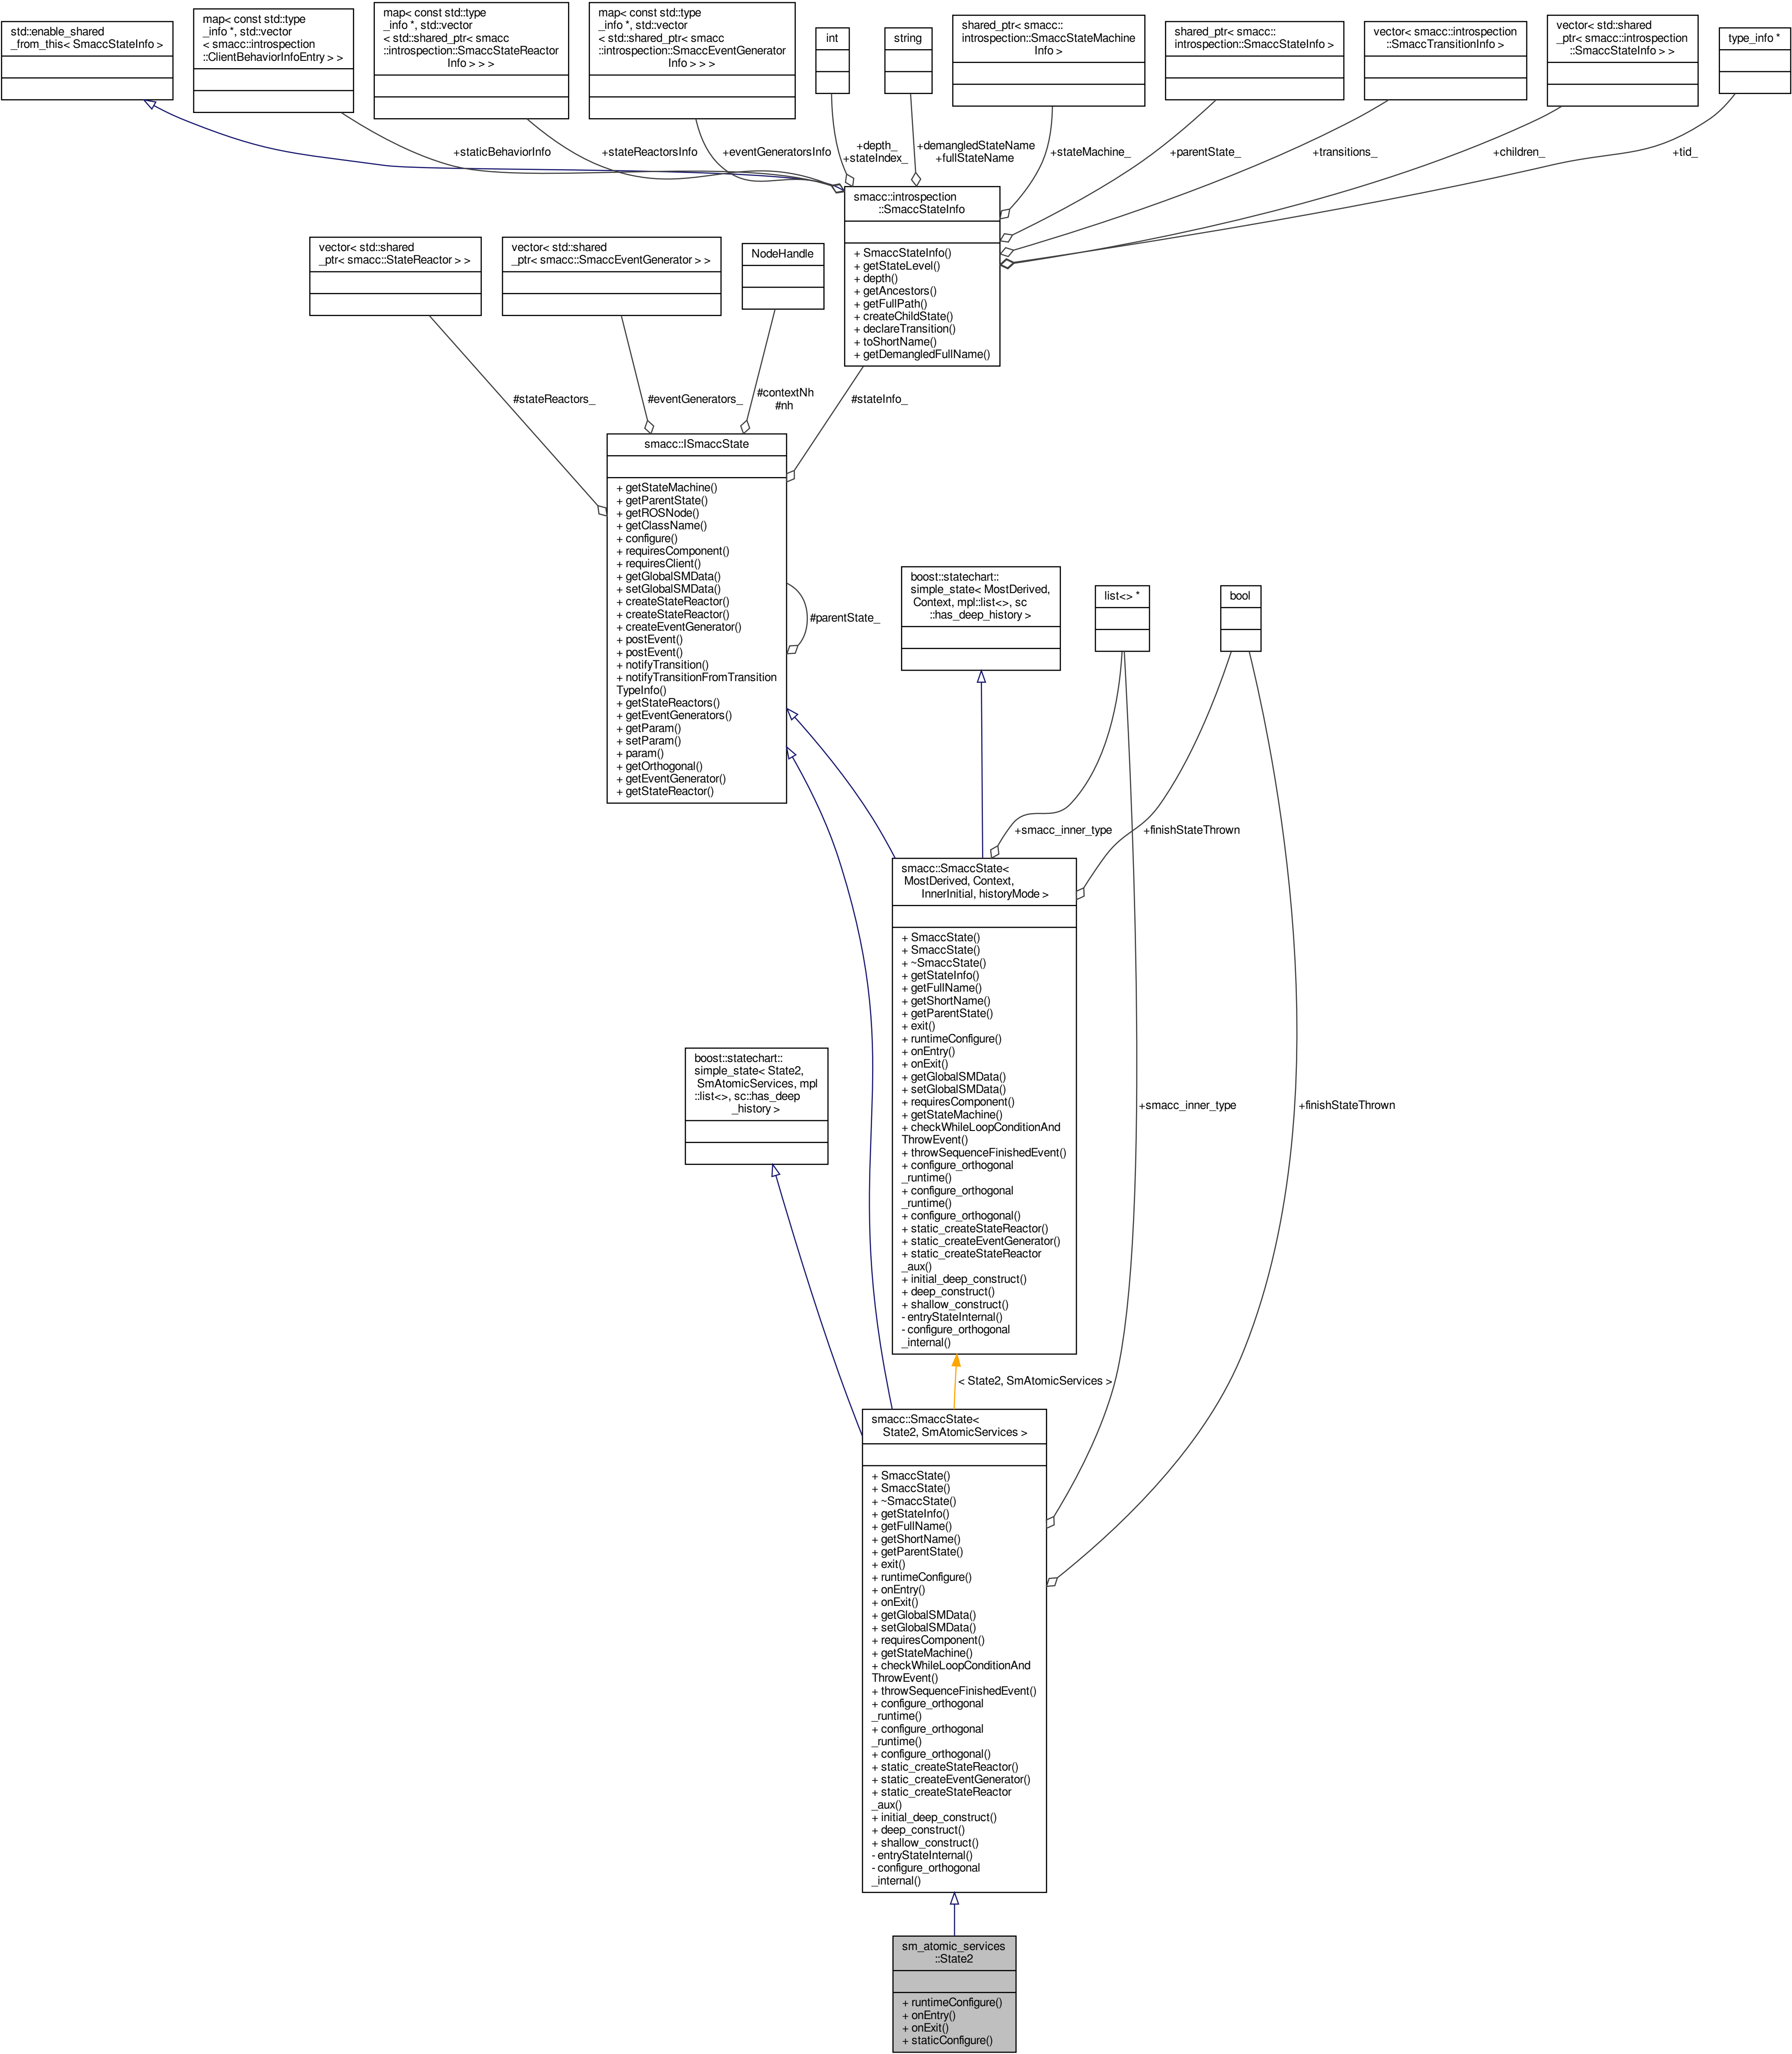 std::enable_shared
_from_this< SmaccStateInfo >
map< const std::type
_info *, std::vector
< smacc::introspection
::ClientBehaviorInfoEntry > >
map< const std::type
_info *, std::vector
< std::shared_ptr< smacc
::introspection::SmaccStateReactor
Info > > >
map< const std::type
_info *, std::vector
< std::shared_ptr< smacc
::introspection::SmaccEventGenerator
Info > > >
int
string
shared_ptr< smacc::
introspection::SmaccStateMachine
Info >
shared_ptr< smacc::
introspection::SmaccStateInfo >
vector< smacc::introspection
::SmaccTransitionInfo >
vector< std::shared
_ptr< smacc::introspection
::SmaccStateInfo > >
type_info *
+staticBehaviorInfo
+stateReactorsInfo
+eventGeneratorsInfo
+depth_
+stateIndex_
+demangledStateName
+fullStateName
+stateMachine_
+parentState_
+transitions_
+children_
+tid_
smacc::introspection
::SmaccStateInfo
+ SmaccStateInfo()
+ getStateLevel()
+ depth()
+ getAncestors()
+ getFullPath()
+ createChildState()
+ declareTransition()
+ toShortName()
+ getDemangledFullName()
vector< std::shared
_ptr< smacc::StateReactor > >
vector< std::shared
_ptr< smacc::SmaccEventGenerator > >
NodeHandle
#stateReactors_
#eventGenerators_
#contextNh
#nh
#stateInfo_
smacc::ISmaccState
+ getStateMachine()
+ getParentState()
+ getROSNode()
+ getClassName()
+ configure()
+ requiresComponent()
+ requiresClient()
+ getGlobalSMData()
+ setGlobalSMData()
+ createStateReactor()
+ createStateReactor()
+ createEventGenerator()
+ postEvent()
+ postEvent()
+ notifyTransition()
+ notifyTransitionFromTransition
TypeInfo()
+ getStateReactors()
+ getEventGenerators()
+ getParam()
+ setParam()
+ param()
+ getOrthogonal()
+ getEventGenerator()
+ getStateReactor()
#parentState_
boost::statechart::
simple_state< MostDerived,
Context, mpl::list<>, sc
::has_deep_history >
list<> *
bool
+smacc_inner_type
+finishStateThrown
smacc::SmaccState<
MostDerived, Context,
InnerInitial, historyMode >
+ SmaccState()
+ SmaccState()
+ ~SmaccState()
+ getStateInfo()
+ getFullName()
+ getShortName()
+ getParentState()
+ exit()
+ runtimeConfigure()
+ onEntry()
+ onExit()
+ getGlobalSMData()
+ setGlobalSMData()
+ requiresComponent()
+ getStateMachine()
+ checkWhileLoopConditionAnd
ThrowEvent()
+ throwSequenceFinishedEvent()
+ configure_orthogonal
_runtime()
+ configure_orthogonal
_runtime()
+ configure_orthogonal()
+ static_createStateReactor()
+ static_createEventGenerator()
+ static_createStateReactor
_aux()
+ initial_deep_construct()
+ deep_construct()
+ shallow_construct()
- entryStateInternal()
- configure_orthogonal
_internal()
boost::statechart::
simple_state< State2,
SmAtomicServices, mpl
::list<>, sc::has_deep
_history >
+smacc_inner_type
+finishStateThrown
< State2, SmAtomicServices >
smacc::SmaccState<
State2, SmAtomicServices >
+ SmaccState()
+ SmaccState()
+ ~SmaccState()
+ getStateInfo()
+ getFullName()
+ getShortName()
+ getParentState()
+ exit()
+ runtimeConfigure()
+ onEntry()
+ onExit()
+ getGlobalSMData()
+ setGlobalSMData()
+ requiresComponent()
+ getStateMachine()
+ checkWhileLoopConditionAnd
ThrowEvent()
+ throwSequenceFinishedEvent()
+ configure_orthogonal
_runtime()
+ configure_orthogonal
_runtime()
+ configure_orthogonal()
+ static_createStateReactor()
+ static_createEventGenerator()
+ static_createStateReactor
_aux()
+ initial_deep_construct()
+ deep_construct()
+ shallow_construct()
- entryStateInternal()
- configure_orthogonal
_internal()
sm_atomic_services
::State2
+ runtimeConfigure()
+ onEntry()
+ onExit()
+ staticConfigure()